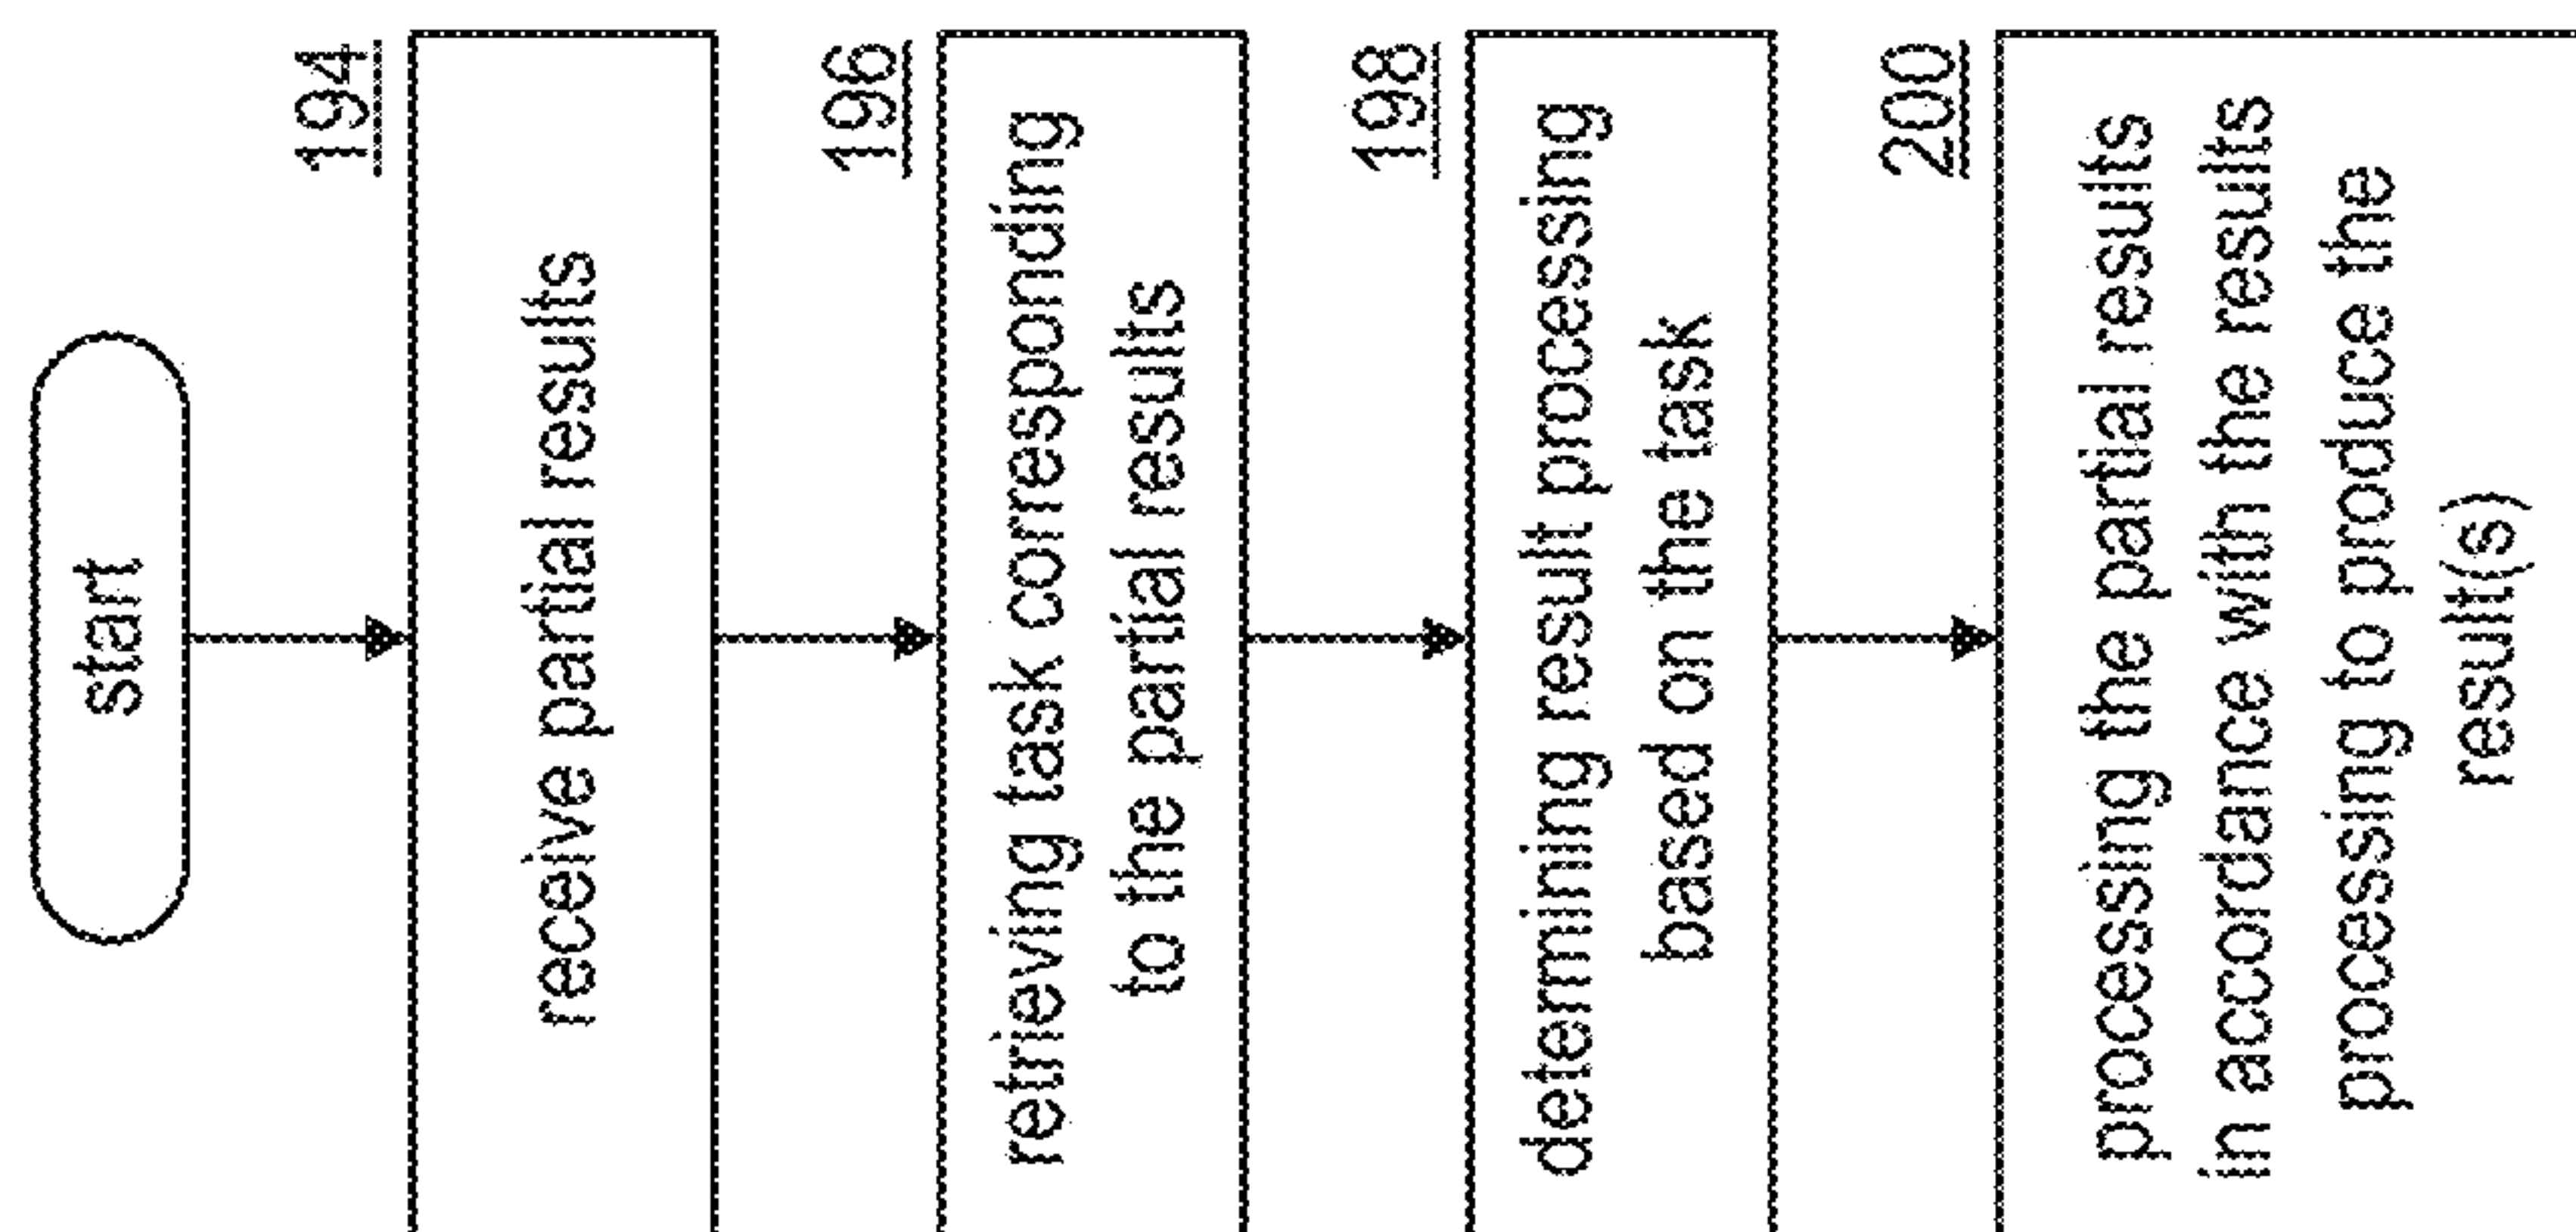 start
194
receive partial results
196
retrieving task corresponding
to the partial results
198
determining result processing
based on the task
200
processing the partial results
in accordance with the results
processing to produce the
result(s)